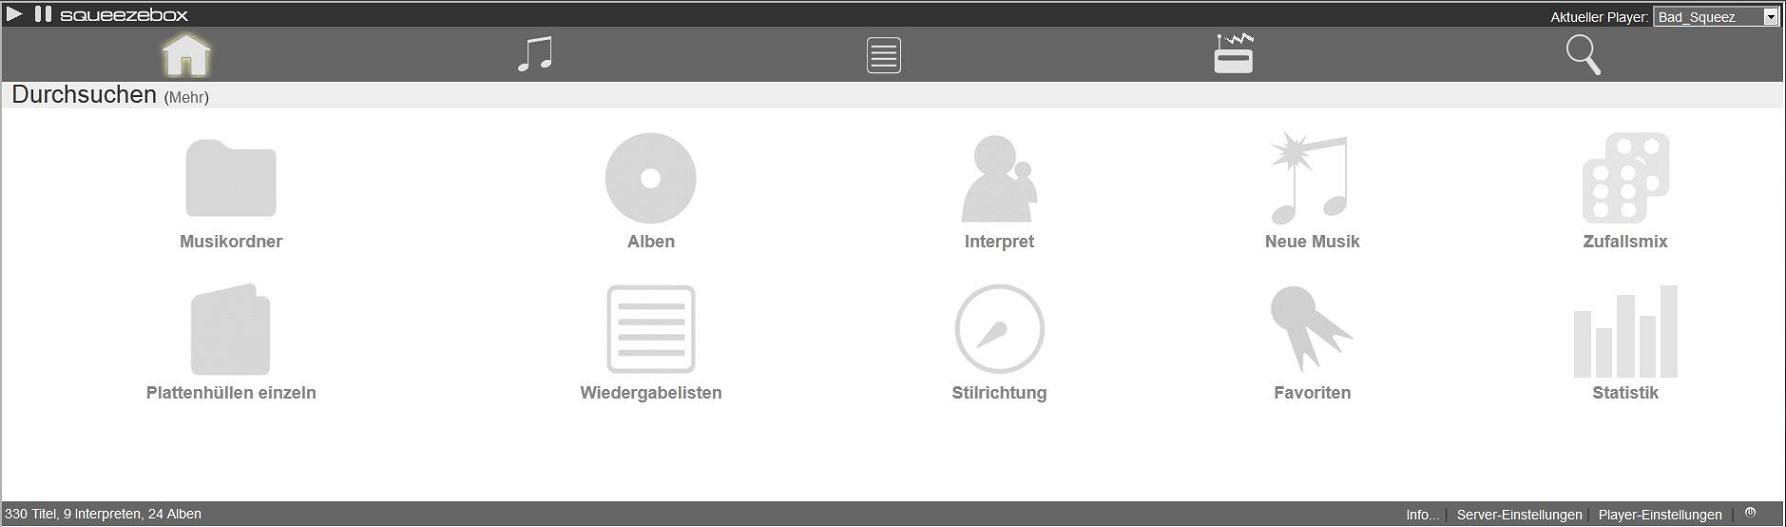 squeezebox
Aktueller Player: Bad_Squeez
Durchsuchen (Mehr)
Musikordner
Alben
Interpret
Neue Musik
Zufallsmix
Plattenhüllen einzeln
Wiedergabelisten
Stilrichtung
Favoriten
Statistik
330 Titel, 9 Interpreten, 24 Alben
Info... | Server-Einstellungen | Player-Einstellungen |